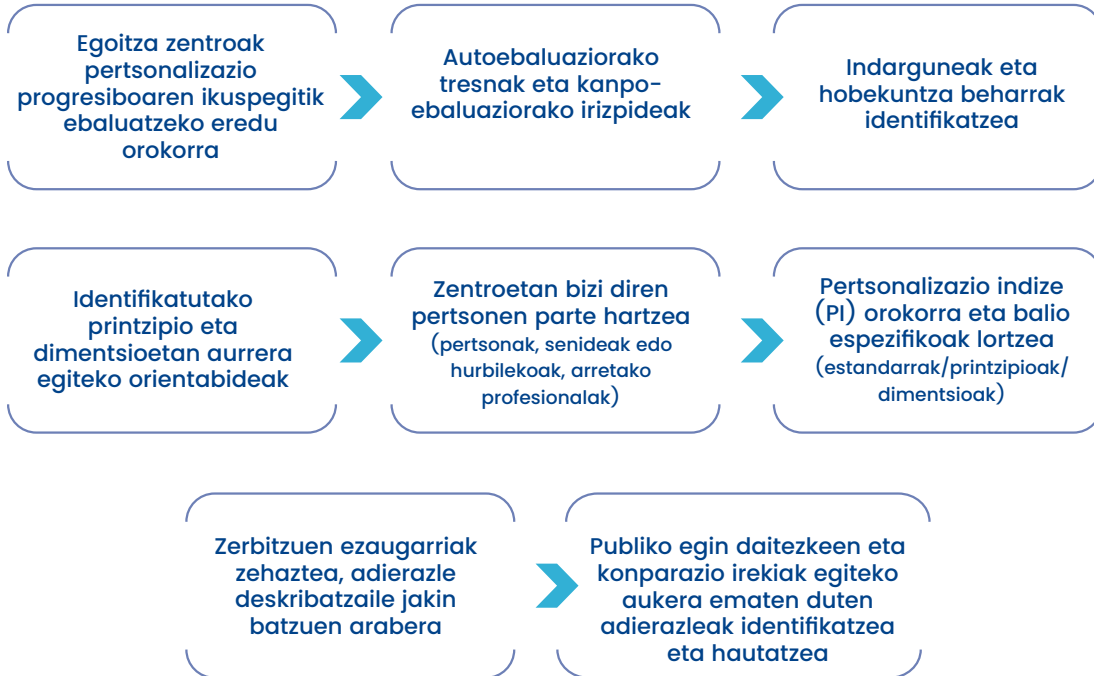 Egoitza zentroak
pertsonalizazio
progresiboaren ikuspegitik
ebaluatzeko eredu
orokorra
Autoebaluaziorako
tresnak eta kanpo-
ebaluaziorako irizpideak
Indarguneak eta
hobekuntza beharrak
identifikatzea
Identifikatutako
printzipio eta
dimentsioetan aurrera
egiteko orientabideak
Zentroetan bizi diren
pertsonen parte hartzea
(pertsonak, senideak edo
hurbilekoak, arretako
profesionalak)
Pertsonalizazio indize
(PI) orokorra eta balio
espezifikoak lortzea
(estandarrak/printzipioak/
dimentsioak)
Zerbitzuen ezaugarriak
zehaztea, adierazle
deskribatzaile jakin
batzuen arabera
Publiko egin daitezkeen eta
konparazio irekiak egiteko
aukera ematen duten
adierazleak identifikatzea
eta hautatzea